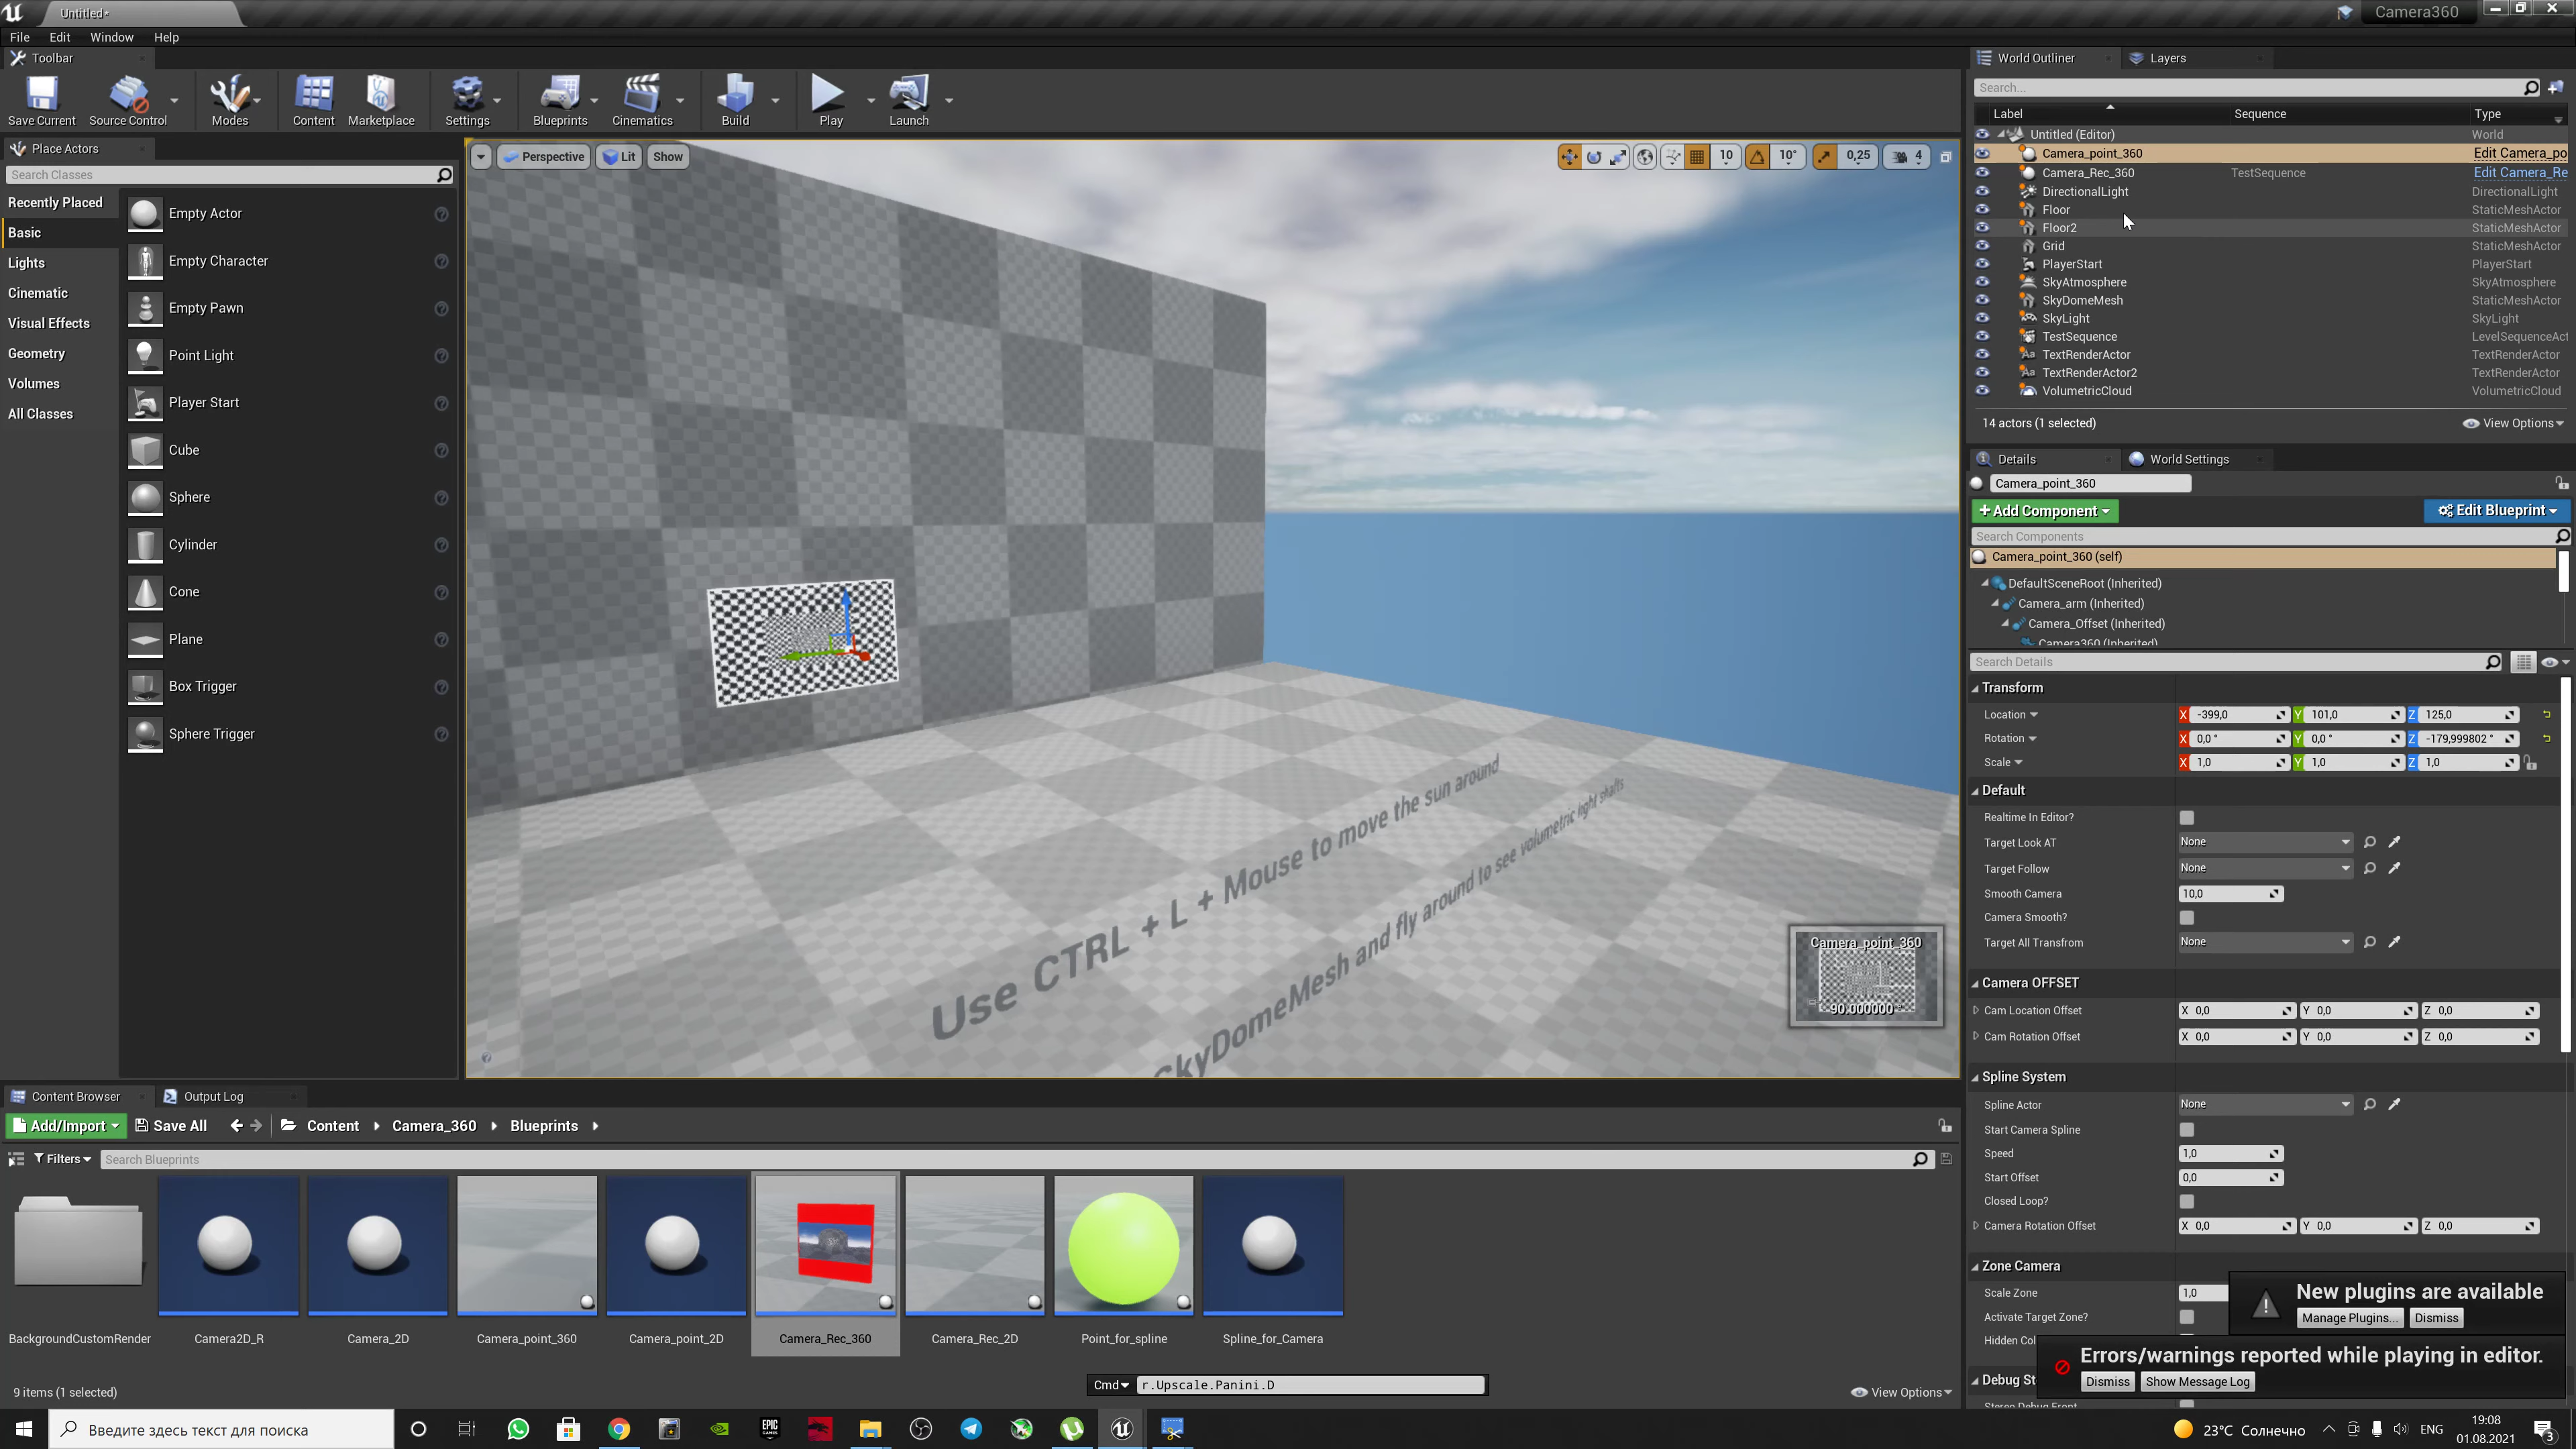 Untitled•
Camera360
File Edit Window Help
Toolbar
Save Current Source Control Modes Content Marketplace Settings Blueprints Cinematics Build Play Launch
Place Actors
Search Classes
Recently Placed
Basic
Lights
Cinematic
Visual Effects
Geometry
Volumes
All Classes
Empty Actor
Empty Character
Empty Pawn
Point Light
Player Start
Cube
Sphere
Cylinder
Cone
Plane
Box Trigger
Sphere Trigger
Perspective Lit Show
10 10° 0,25 4
Use CTRL + L + Mouse to move the sun around
SkyDomeMesh and fly around to see volumetric light shafts
Camera_point_360
90.000000
World Outliner Layers
Search...
Label Sequence Type
Untitled (Editor) World
Camera_point_360 Edit Camera_po
Camera_Rec_360 TestSequence Edit Camera_Re
DirectionalLight DirectionalLight
Floor StaticMeshActor
Floor2 StaticMeshActor
Grid StaticMeshActor
PlayerStart PlayerStart
SkyAtmosphere SkyAtmosphere
SkyDomeMesh StaticMeshActor
SkyLight SkyLight
TestSequence LevelSequenceAct
TextRenderActor TextRenderActor
TextRenderActor2 TextRenderActor
VolumetricCloud VolumetricCloud
14 actors (1 selected) View Options
Details World Settings
Camera_point_360
+Add Component Edit Blueprint
Search Components
Camera_point_360 (self)
DefaultSceneRoot (Inherited)
Camera_arm (Inherited)
Camera_Offset (Inherited)
Camera360 (Inherited)
Search Details
Transform
Location X -399,0 Y 101,0 Z 125,0
Rotation X 0,0 ° Y 0,0 ° Z -179,999802 °
Scale X 1,0 Y 1,0 Z 1,0
Default
Realtime In Editor?
Target Look AT None
Target Follow None
Smooth Camera 10,0
Camera Smooth?
Target All Transfrom None
Camera OFFSET
Cam Location Offset X 0,0 Y 0,0 Z 0,0
Cam Rotation Offset X 0,0 Y 0,0 Z 0,0
Spline System
Spline Actor None
Start Camera Spline
Speed 1,0
Start Offset 0,0
Closed Loop?
Camera Rotation Offset X 0,0 Y 0,0 Z 0,0
Zone Camera
Scale Zone 1,0
Activate Target Zone?
Hidden Col
Debug St
Stereo Debug Front
New plugins are available
Manage Plugins... Dismiss
Errors/warnings reported while playing in editor.
Dismiss Show Message Log
Content Browser Output Log
Add/Import Save All Content Camera_360 Blueprints
Filters Search Blueprints
BackgroundCustomRender Camera2D_R Camera_2D Camera_point_360 Camera_point_2D Camera_Rec_360 Camera_Rec_2D Point_for_spline Spline_for_Camera
9 items (1 selected) Cmd r.Upscale.Panini.D View Options
Введите здесь текст для поиска
EPIC GAMES
23°C Солнечно ENG 19:08
01.08.2021
3